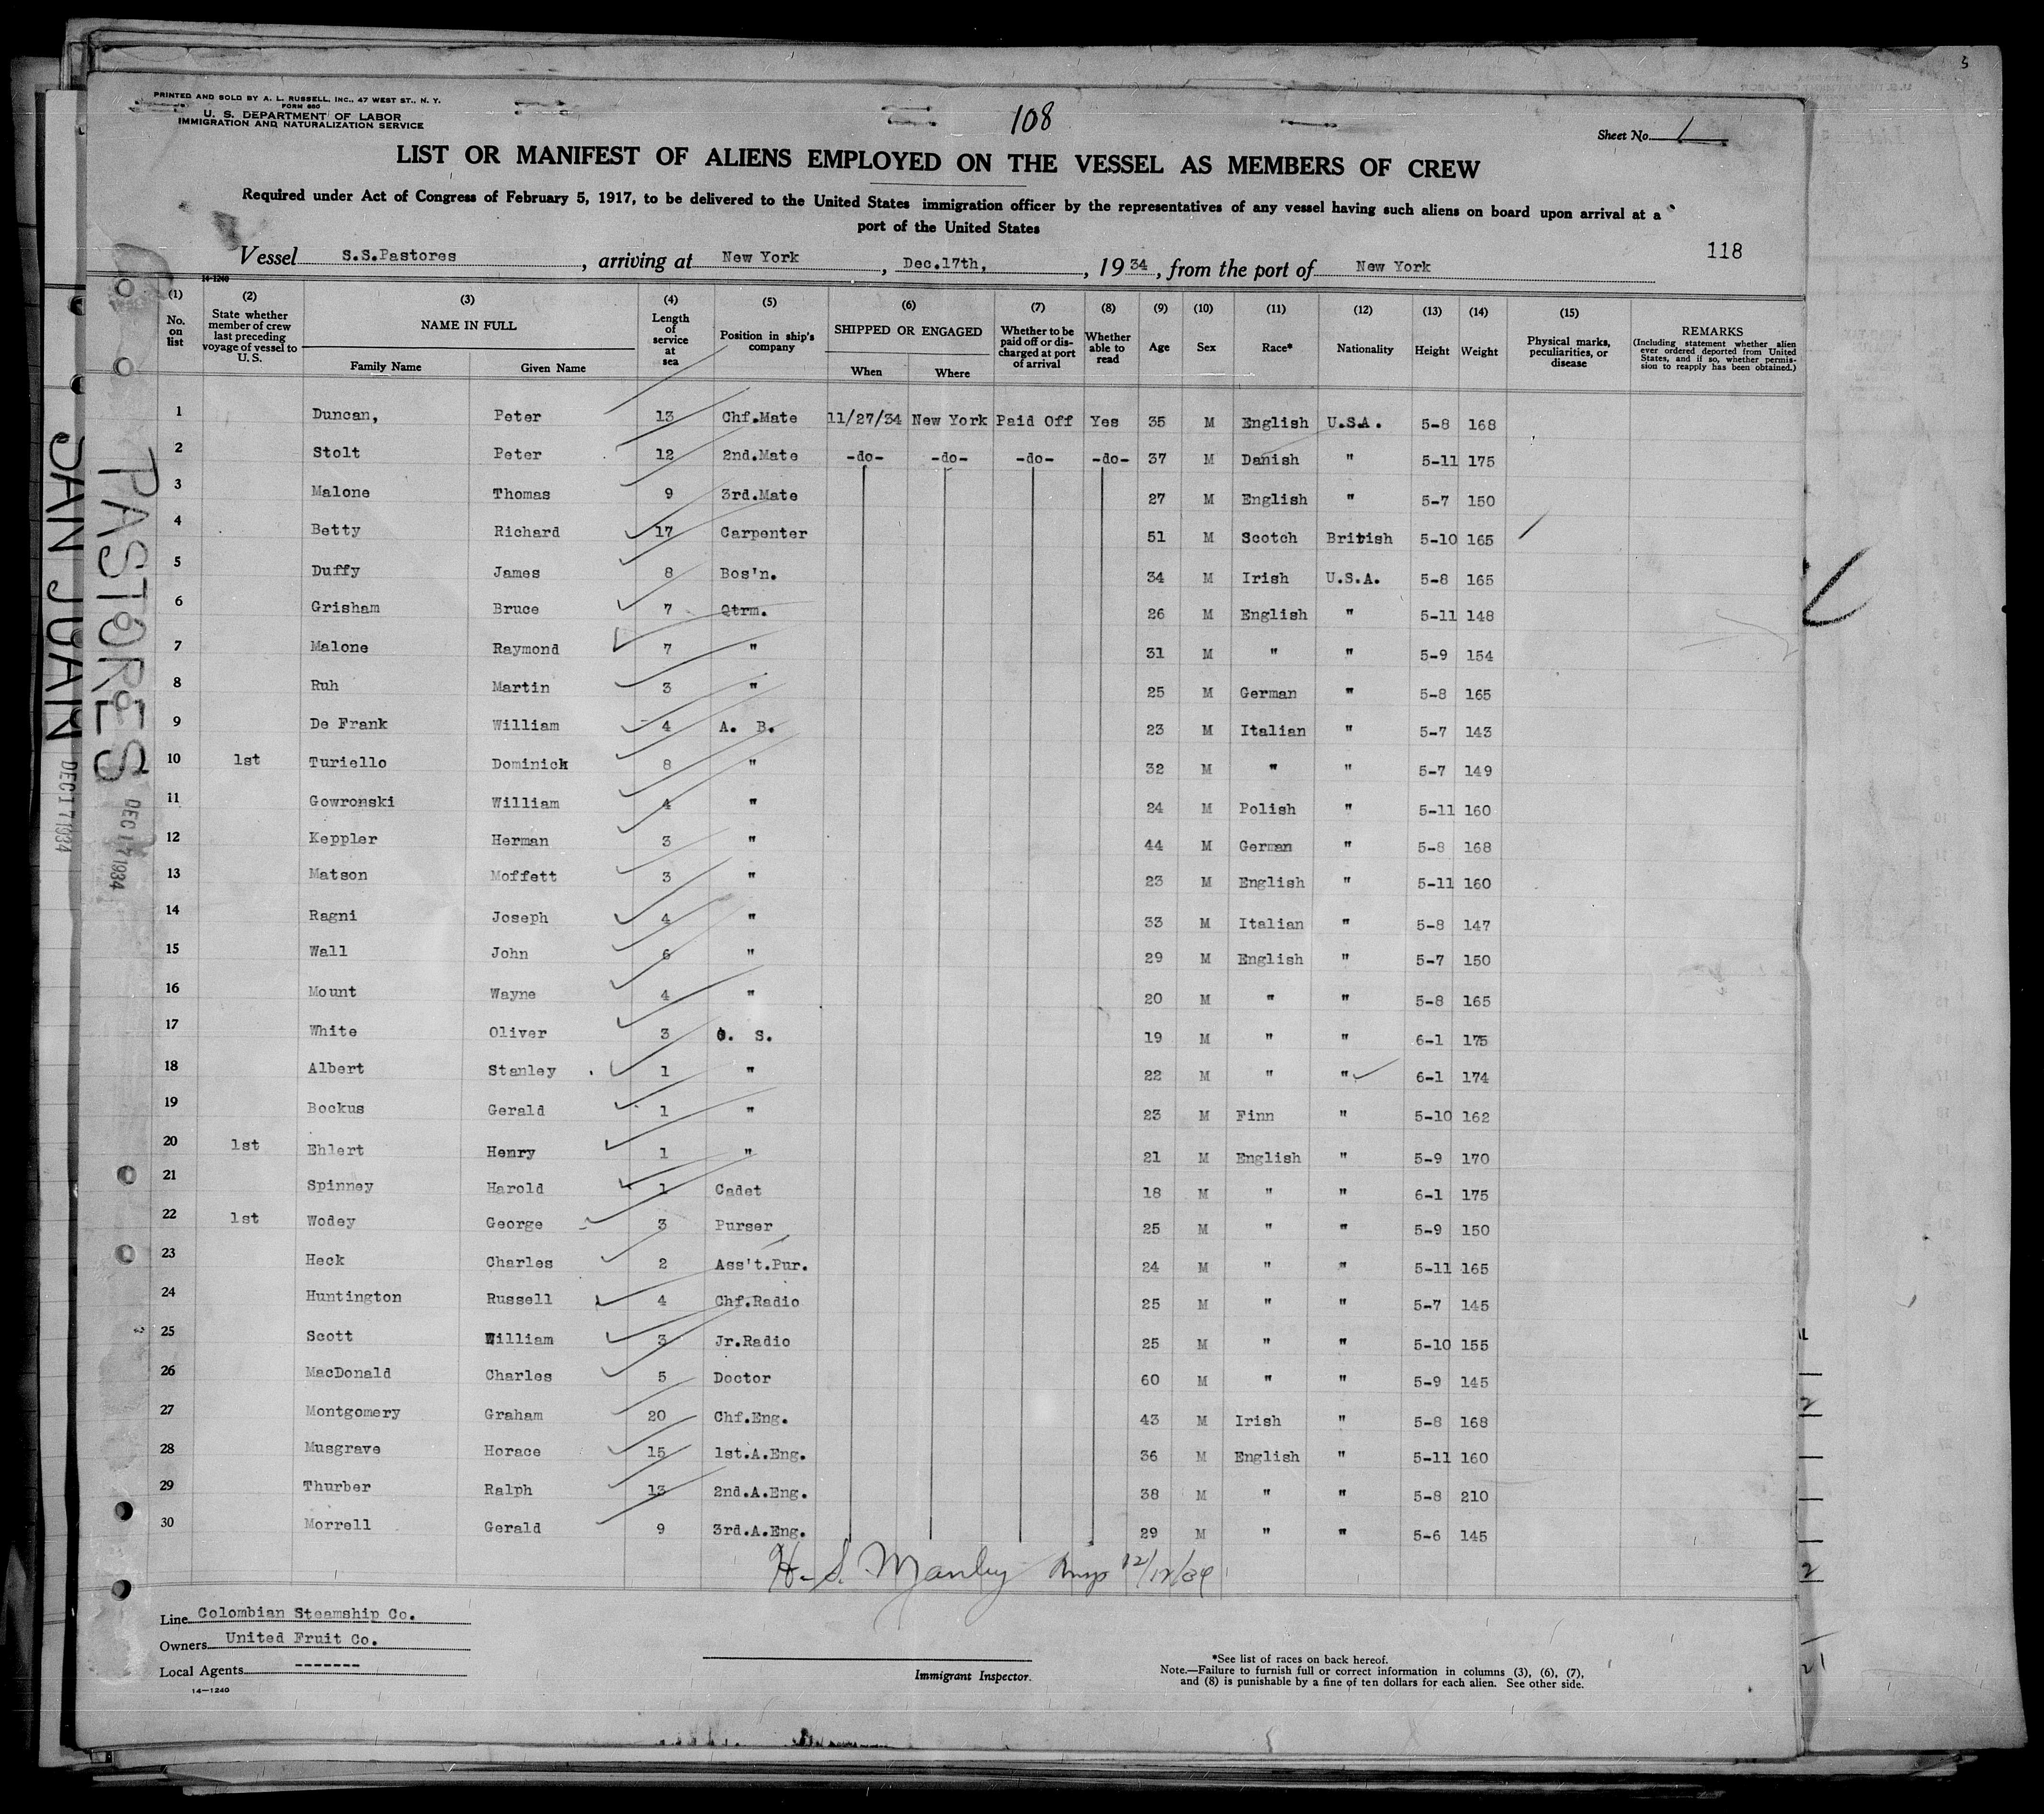 PRINTED AND SOLD BY A. L. RUSSELL, INC., 47 WEST ST., N. Y.
FORM 660
U. S. DEPARTMENT OF LABOR
IMMIGRATION AND NATURALIZATION SERVICE
108
Sheet No. 1
LIST OR MANIFEST OF ALIENS EMPLOYED ON THE VESSEL AS MEMBERS OF CREW
Required under Act of Congress of February 5, 1917, to be delivered to the United States immigration officer by the representatives of any vessel having such aliens on board upon arrival at a
port of the United States
118
Vessel S.S.Pastores, arriving at New York, Dec.17th, , 1934, from the port of New York
14-1240
(1) No. on list (2) State whether member of crew last preceding voyage of vessel to U.S. (3) NAME IN FULL Family Name Given Name (4) Length of service at sea (5) Position in ship's company (6) SHIPPED OR ENGAGED When Where (7) Whether to be paid off or discharged at port of arrival (8) Whether able to read (9) Age (10) Sex (11) Race* (12) Nationality (13) Height (14) Weight (15) Physical marks, peculiarities, or disease REMARKS (Including statement whether alien ever ordered deported from United States, and if so, whether permission to reapply has been obtained.)
1 Duncan, Peter 13 Chf.Mate 11/27/34 New York Paid Off Yes 35 M English U.S.A. 5-8 168
2 Stolt Peter 12 2nd.Mate -do- -do- -do- -do- 37 M Danish " 5-11 175
3 Malone Thomas 9 3rd.Mate 27 M English " 5-7 150
4 Betty Richard 17 Carpenter 51 M Scotch British 5-10 165
5 Duffy James 8 Bos'n. 34 M Irish U.S.A. 5-8 165
6 Grisham Bruce 7 Qtrm. 26 M English " 5-11 148
7 Malone Raymond 7 " 31 M " " 5-9 154
8 Ruh Martin 3 " 25 M German " 5-8 165
9 De Frank William 4 A. B. 23 M Italian " 5-7 143
10 1st Turiello Dominick 8 " 32 M " " 5-7 149
11 Gowronski William 4 " 24 M Polish " 5-11 160
12 Keppler Herman 3 " 44 M German " 5-8 168
13 Matson Moffett 3 " 23 M English " 5-11 160
14 Ragni Joseph 4 " 33 M Italian " 5-8 147
15 Wall John 6 " 29 M English " 5-7 150
16 Mount Wayne 4 " 20 M " " 5-8 165
17 White Oliver 3 O. S. 19 M " " 6-1 175
18 Albert Stanley 1 " 22 M " " 6-1 174
19 Bockus Gerald 1 " 23 M Finn " 5-10 162
20 1st Ehlert Henry 1 " 21 M English " 5-9 170
21 Spinney Harold 1 Cadet 18 M " " 6-1 175
22 1st Wodey George 3 Purser 25 M " " 5-9 150
23 Heck Charles 2 Ass't.Pur. 24 M " " 5-11 165
24 Huntington Russell 4 Chf.Radio 25 M " " 5-7 145
25 Scott William 3 Jr.Radio 25 M " " 5-10 155
26 MacDonald Charles 5 Doctor 60 M " " 5-9 145
27 Montgomery Graham 20 Chf.Eng. 43 M Irish " 5-8 168
28 Musgrave Horace 15 1st.A.Eng. 36 M English " 5-11 160
29 Thurber Ralph 13 2nd.A.Eng. 38 M " " 5-8 210
30 Morrell Gerald 9 3rd.A.Eng. 29 M " " 5-6 145
H. S. Manley
Line Colombian Steamship Co.
Owners United Fruit Co.
Local Agents -------
14-1240
Immigrant Inspector.
*See list of races on back hereof.
Note.—Failure to furnish full or correct information in columns (3), (6), (7),
and (8) is punishable by a fine of ten dollars for each alien. See other side.
PASTORES DEC 17 1934
SAN JUAN DEC 17 1934